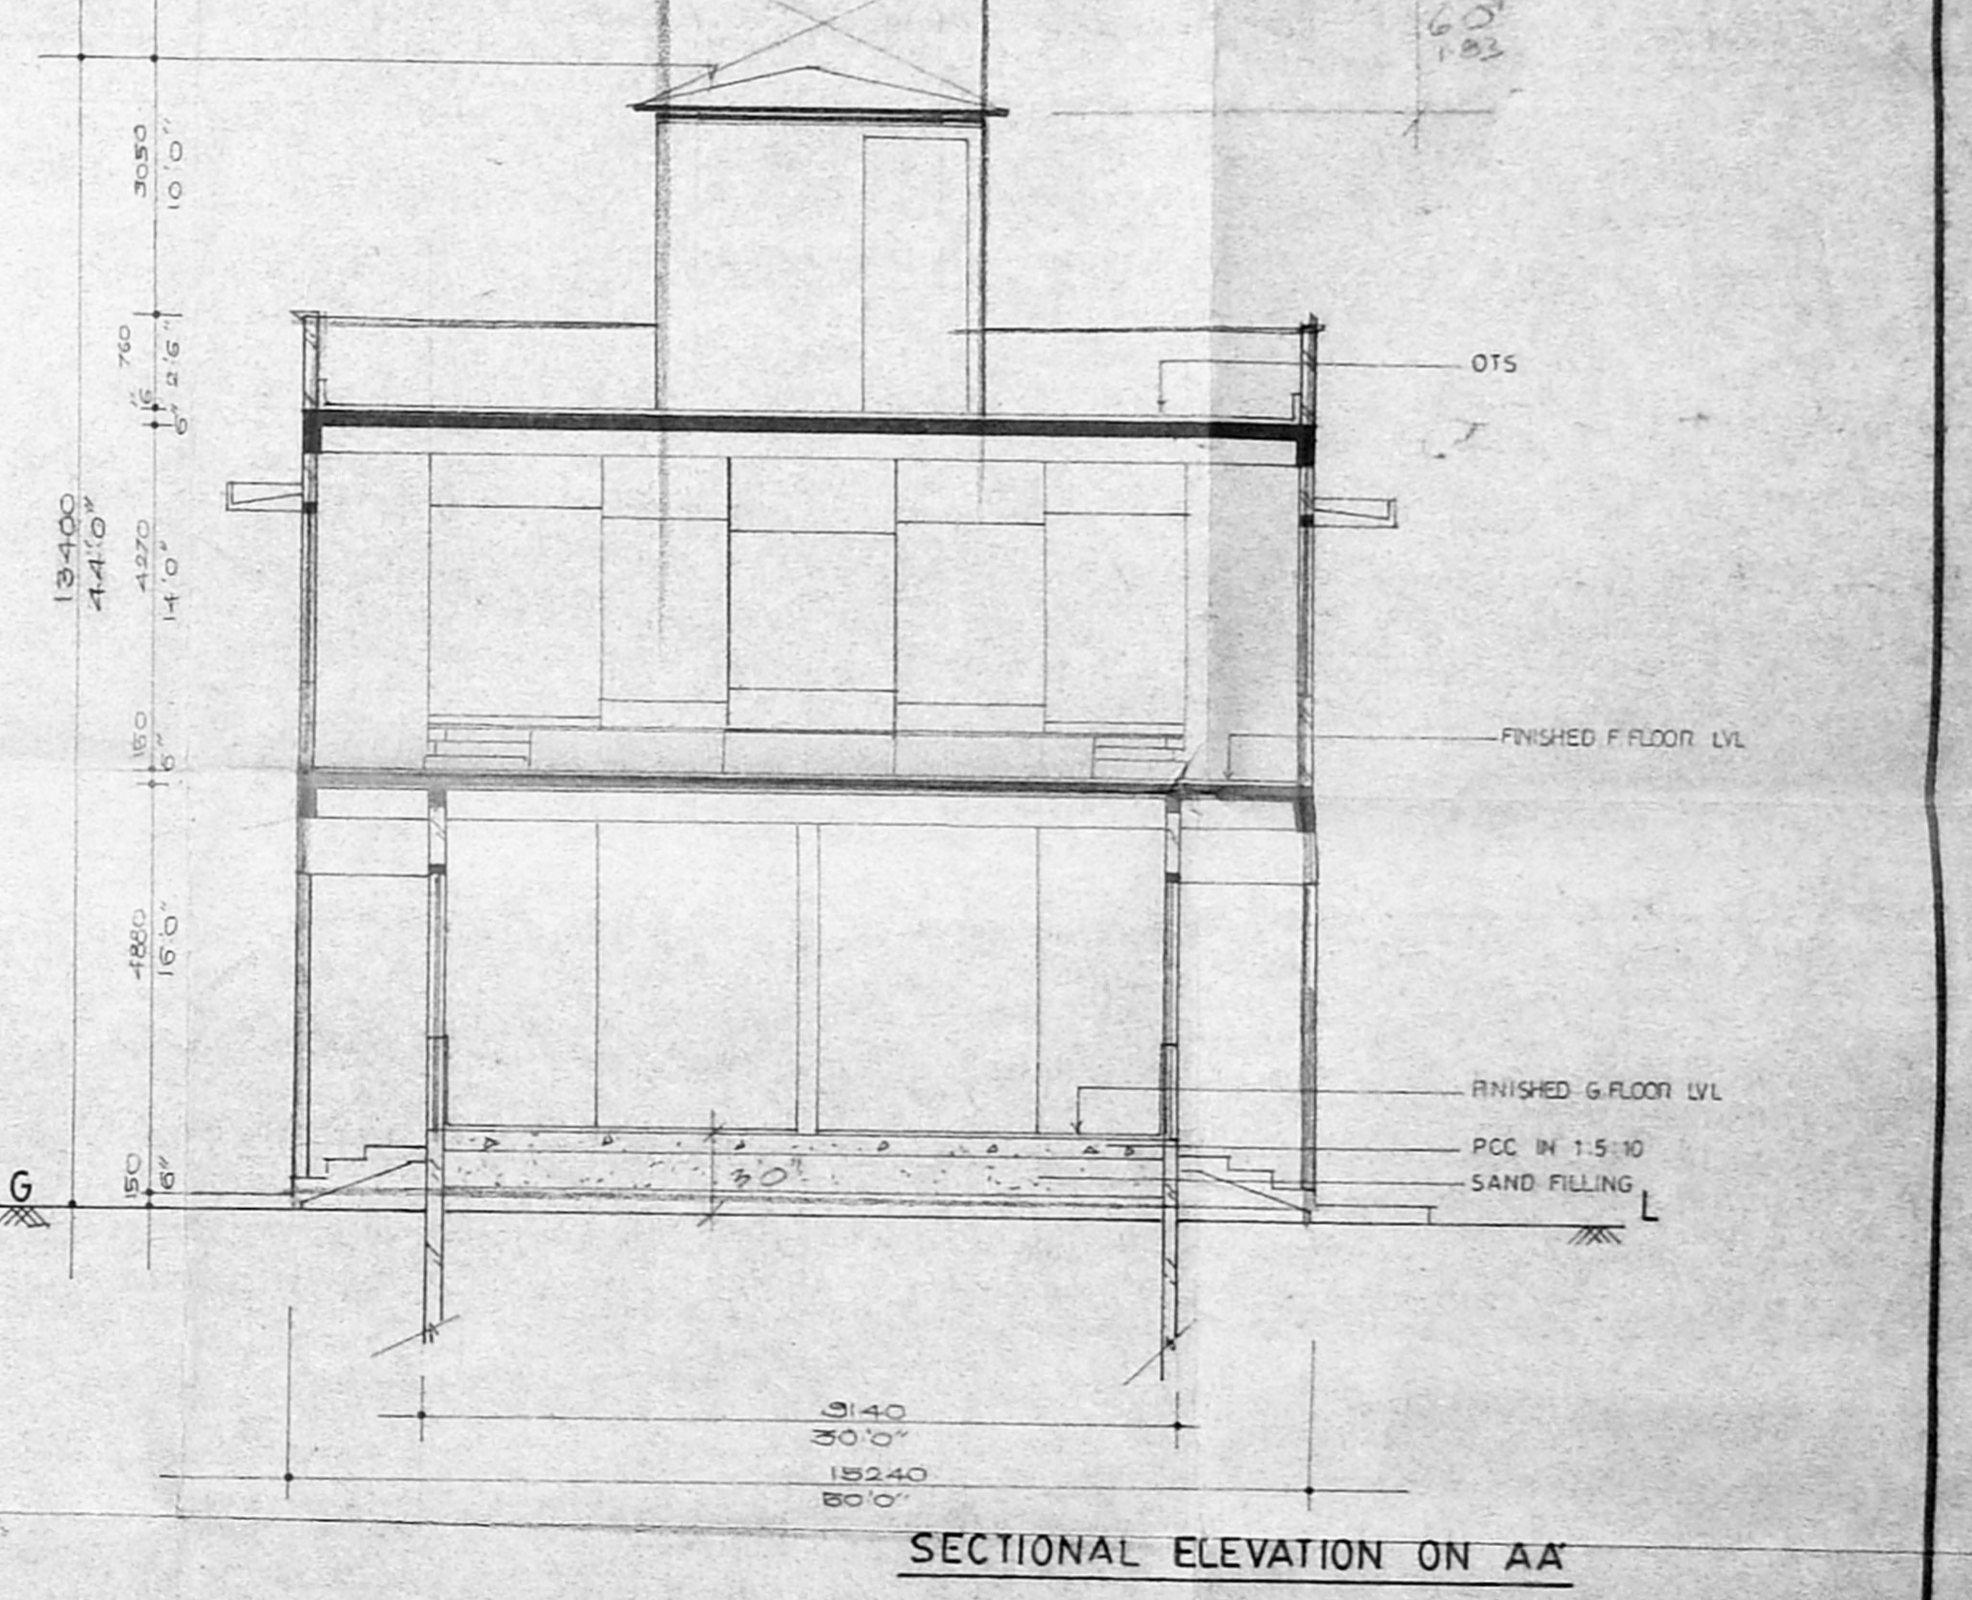 6'0"
1.83
3050
10'0"
760
2'6"
6"
6"
OTS
13400
44'0"
4270
14'0"
150
6"
FINISHED F FLOOR LVL
4880
16'0"
FINISHED G.FLOOR LVL
PCC IN 1:5:10
3'0"
150
6"
SAND FILLING
G
L
9140
30'0"
15240
50'0"
SECTIONAL ELEVATION ON AA'